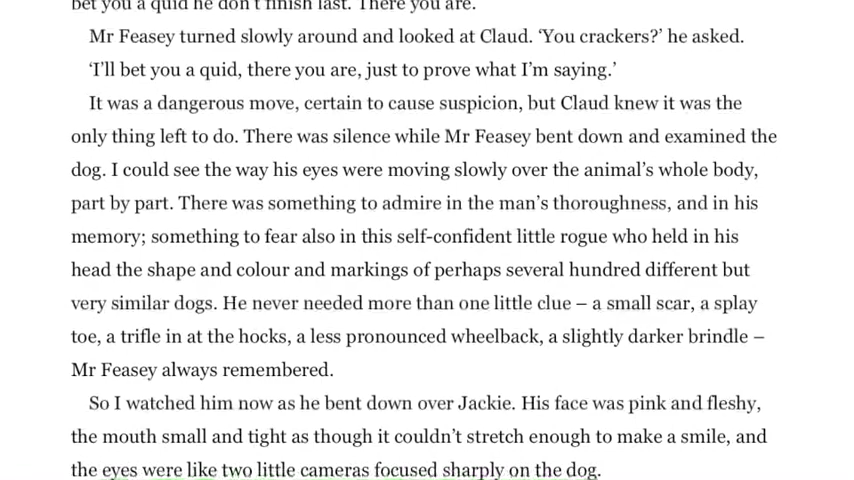 bet you a quid he don't finish last. There you are.
Mr Feasey turned slowly around and looked at Claud. ‘You crackers?’ he asked.
‘I’ll bet you a quid, there you are, just to prove what I’m saying.’
It was a dangerous move, certain to cause suspicion, but Claud knew it was the
only thing left to do. There was silence while Mr Feasey bent down and examined the
dog. I could see the way his eyes were moving slowly over the animal’s whole body,
part by part. There was something to admire in the man’s thoroughness, and in his
memory; something to fear also in this self-confident little rogue who held in his
head the shape and colour and markings of perhaps several hundred different but
very similar dogs. He never needed more than one little clue – a small scar, a splay
toe, a trifle in at the hocks, a less pronounced wheelback, a slightly darker brindle –
Mr Feasey always remembered.
So I watched him now as he bent down over Jackie. His face was pink and fleshy,
the mouth small and tight as though it couldn’t stretch enough to make a smile, and
the eyes were like two little cameras focused sharply on the dog.